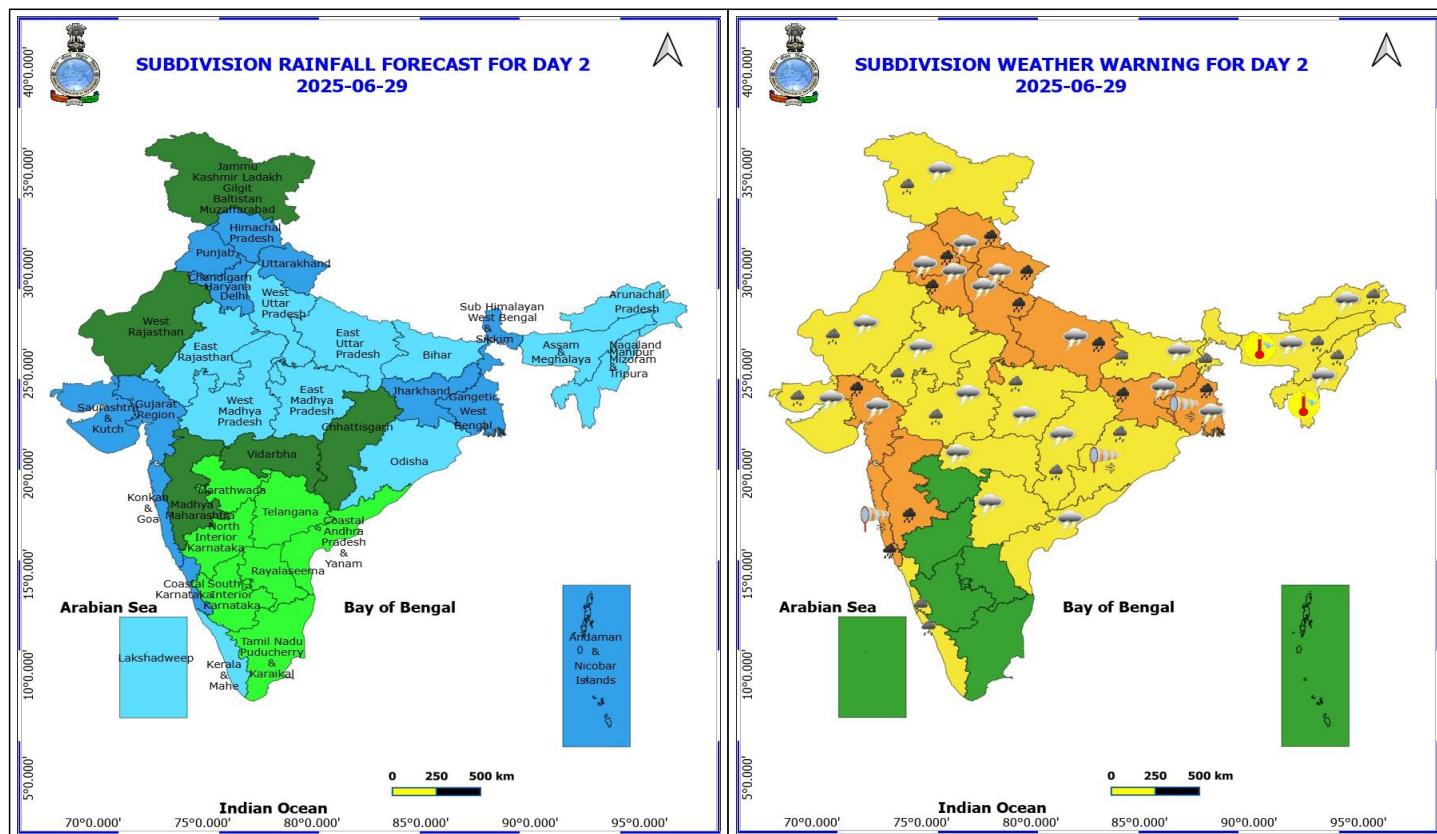 SUBDIVISION RAINFALL FORECAST FOR DAY 2
2025-06-29
40°0.000'
35°0.000'
30°0.000'
25°0.000'
20°0.000'
15°0.000'
10°0.000'
5°0.000'
Jammu
Kashmir Ladakh
Gilgit
Baltistan
Muzaffarabad
Himachal
Pradesh
Punjab
Uttarakhand
Chandigarh
Haryana
Delhi
West
Uttar
Pradesh
West
Rajasthan
East
Rajasthan
East
Uttar
Pradesh
Sub Himalayan
West Bengal
&
Sikkim
Arunachal
Pradesh
Assam
&
Meghalaya
Nagaland
Manipur
Mizoram
&
Tripura
Bihar
Jharkhand
Gangetic
West
Bengal
Saurashtra
&
Kutch
Gujarat
Region
West
Madhya
Pradesh
East
Madhya
Pradesh
Chhattisgarh
Vidarbha
Odisha
Konkan
&
Goa
Madhya
Maharashtra
Marathwada
North
Interior
Karnataka
Telangana
Coastal
Andhra
Pradesh
&
Yanam
Rayalaseema
Coastal
Karnataka
South
Interior
Karnataka
Tamil Nadu
Puducherry
&
Karaikal
Kerala
&
Mahe
Arabian Sea
Bay of Bengal
Lakshadweep
Andaman
&
Nicobar
Islands
0 250 500 km
Indian Ocean
70°0.000' 75°0.000' 80°0.000' 85°0.000' 90°0.000' 95°0.000'
SUBDIVISION WEATHER WARNING FOR DAY 2
2025-06-29
40°0.000'
35°0.000'
30°0.000'
25°0.000'
20°0.000'
15°0.000'
10°0.000'
5°0.000'
Arabian Sea
Bay of Bengal
0 250 500 km
Indian Ocean
70°0.000' 75°0.000' 80°0.000' 85°0.000' 90°0.000' 95°0.000'